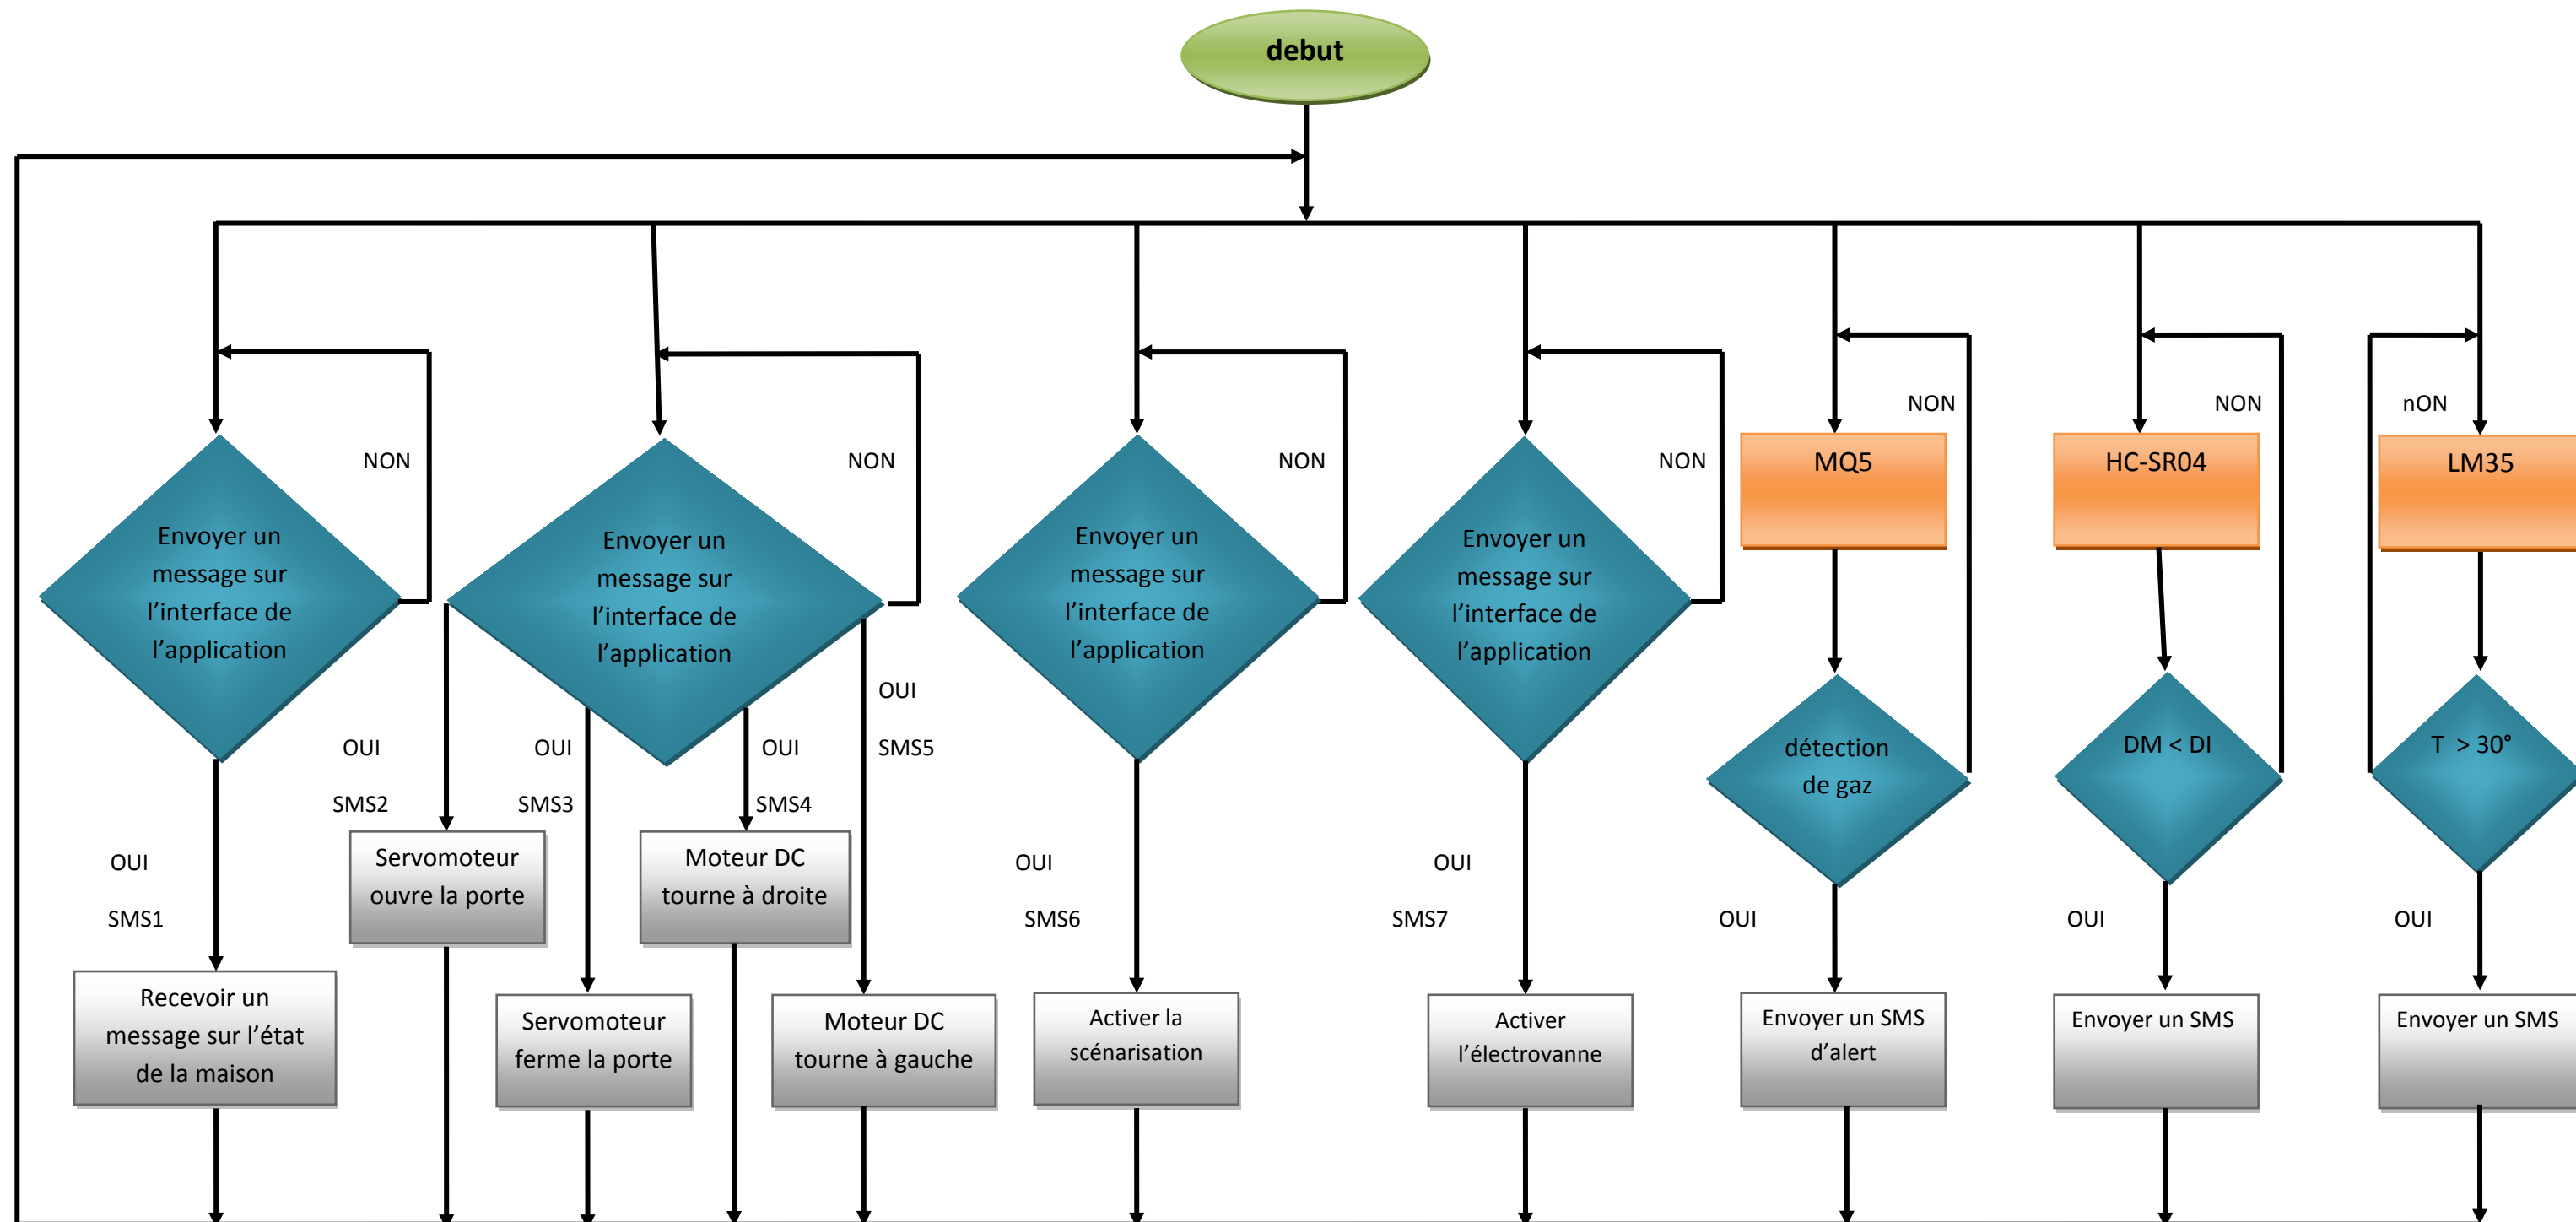 debut
NON
NON
NON
NON
NON
NON
nON
MQ5
HC-SR04
LM35
Envoyer un
message sur
l’interface de
l’application
Envoyer un
message sur
l’interface de
l’application
Envoyer un
message sur
l’interface de
l’application
Envoyer un
message sur
l’interface de
l’application
détection
de gaz
DM < DI
T > 30°
OUI
SMS1
OUI
SMS2
OUI
SMS3
OUI
SMS4
OUI
SMS5
OUI
SMS6
OUI
SMS7
OUI
OUI
OUI
Recevoir un
message sur l’état
de la maison
Servomoteur
ouvre la porte
Servomoteur
ferme la porte
Moteur DC
tourne à droite
Moteur DC
tourne à gauche
Activer la
scénarisation
Activer
l’électrovanne
Envoyer un SMS
d’alert
Envoyer un SMS
Envoyer un SMS